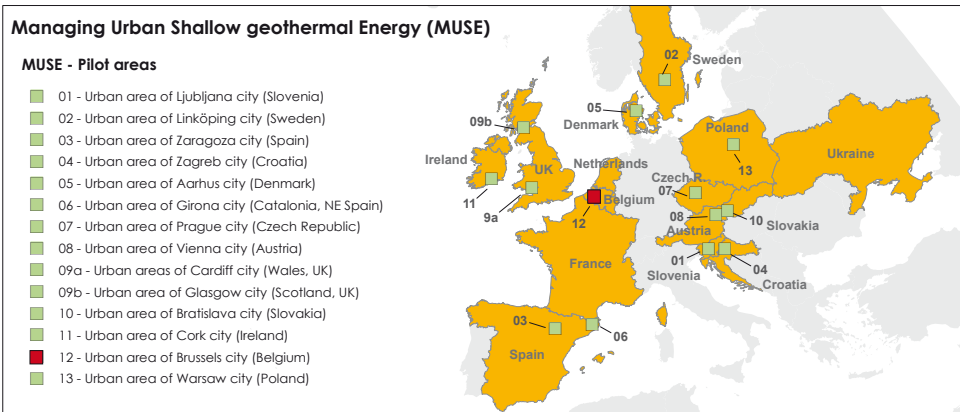 Managing Urban Shallow geothermal Energy (MUSE)
MUSE - Pilot areas
01 - Urban area of Ljubljana city (Slovenia)
02 - Urban area of Linköping city (Sweden)
03 - Urban area of Zaragoza city (Spain)
04 - Urban area of Zagreb city (Croatia)
05 - Urban area of Aarhus city (Denmark)
06 - Urban area of Girona city (Catalonia, NE Spain)
07 - Urban area of Prague city (Czech Republic)
08 - Urban area of Vienna city (Austria)
09a - Urban areas of Cardiff city (Wales, UK)
09b - Urban area of Glasgow city (Scotland, UK)
10 - Urban area of Bratislava city (Slovakia)
11 - Urban area of Cork city (Ireland)
12 - Urban area of Brussels city (Belgium)
13 - Urban area of Warsaw city (Poland)
02
Sweden
05
Denmark
09b
Poland
13
Ukraine
Ireland
UK
Netherlands
11
9a
Czech R.
07
Belgium
12
08
10
Slovakia
Austria
France
01
04
Slovenia
Croatia
03
06
Spain